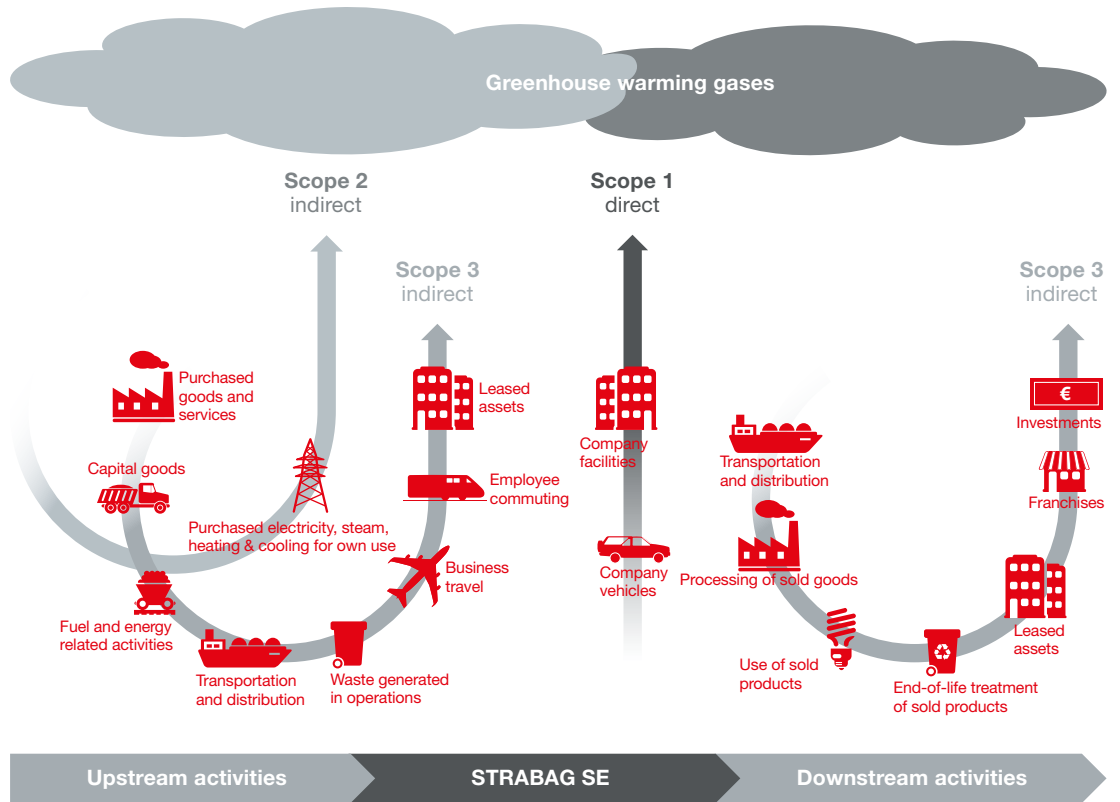 Greenhouse warming gases
Scope 2
indirect
Scope 1
direct
Scope 3
indirect
Scope 3
indirect
Purchased
goods and
services
Leased
assets
Company
facilities
Transportation
and distribution
€
Investments
Capital goods
Employee
commuting
Franchises
Purchased electricity, steam,
heating & cooling for own use
Business
travel
Company
vehicles
Processing of sold goods
Fuel and energy
related activities
Transportation
and distribution
Waste generated
in operations
Use of sold
products
End-of-life treatment
of sold products
Leased
assets
Upstream activities
STRABAG SE
Downstream activities